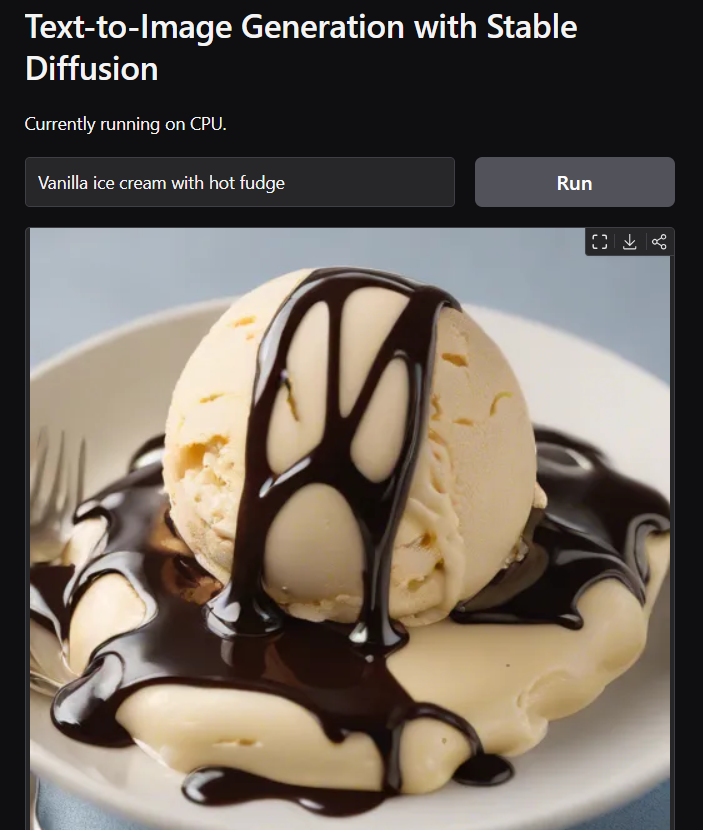 Text-to-Image Generation with Stable
Diffusion
Currently running on CPU.
Vanilla ice cream with hot fudge
Run